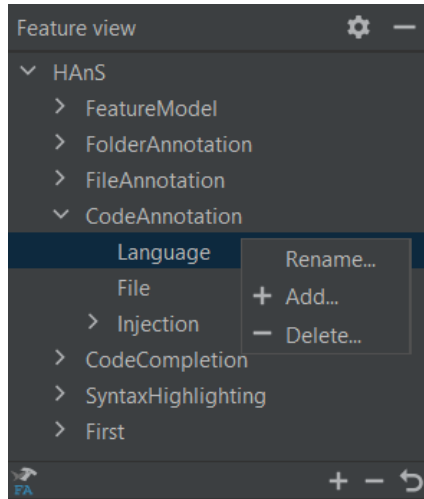 Feature view
HAnS
FeatureModel
FolderAnnotation
FileAnnotation
CodeAnnotation
Language
Rename...
File
Add...
Injection
Delete...
CodeCompletion
SyntaxHighlighting
First
FA